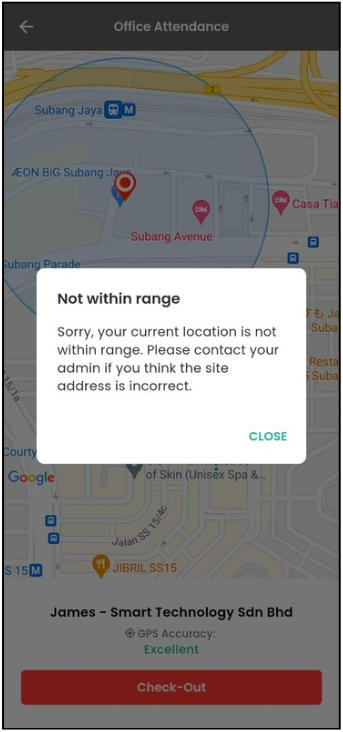 Office Attendance
2
Subang Jaya
M
ÆON BiG Subang Jaya
Casa Tia
Subang Avenue
Subang Parade
Not within range
Sorry, your current location is not
within range. Please contact your
admin if you think the site
address is incorrect.
CLOSE
も Ja
-Suba
Resta
Suba
15/1a
Courty
Google
of Skin (Unisex Spa &...
Jalan SS 15/4c
S 15 M
JIBRIL SS15
James - Smart Technology Sdn Bhd
GPS Accuracy:
Excellent
Check-Out